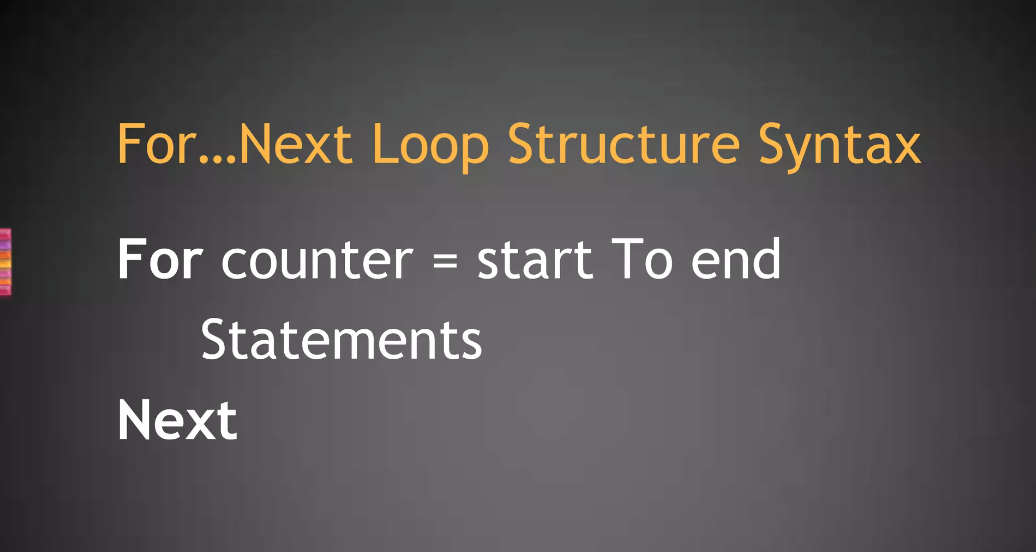 For…Next Loop Structure Syntax
For counter = start To end
Statements
Next